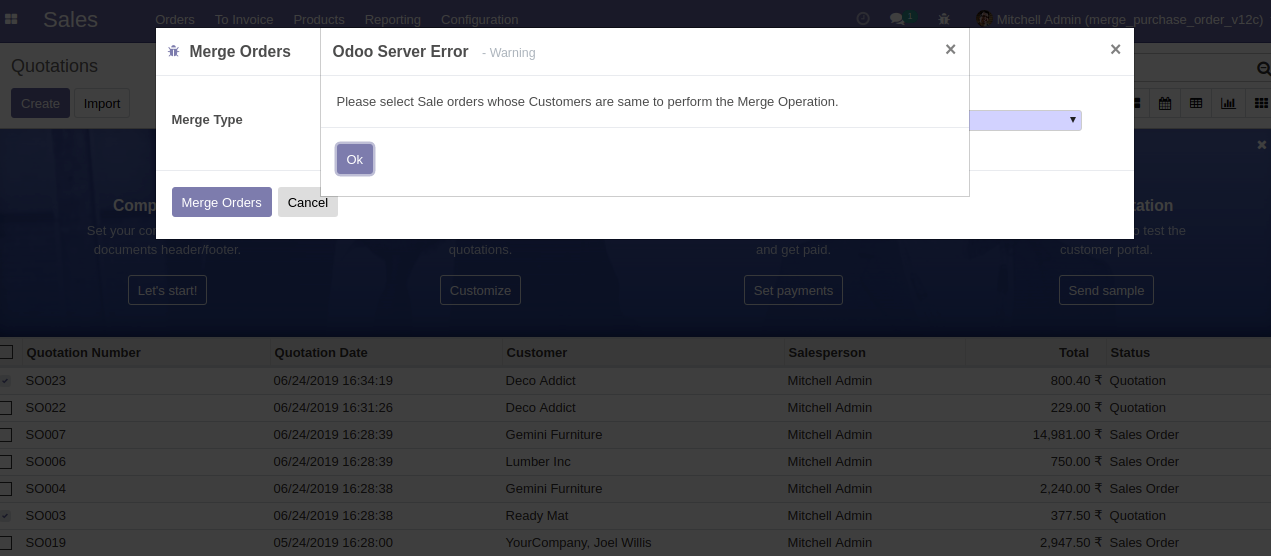 Sales Orders To Invoice Products Reporting Configuration 1 Mitchell Admin (merge_purchase_order_v12c)
Merge Orders × 
Odoo Server Error - Warning ×
Quotations
Create Import
Please select Sale orders whose Customers are same to perform the Merge Operation.
Merge Type
Ok
Merge Orders Cancel
Comp ation
Set your co o test the
documents header/footer. quotations. and get paid. customer portal.
Let's start! Customize Set payments Send sample
Quotation Number Quotation Date Customer Salesperson Total Status
SO023 06/24/2019 16:34:19 Deco Addict Mitchell Admin 800.40 ₹ Quotation
SO022 06/24/2019 16:31:26 Deco Addict Mitchell Admin 229.00 ₹ Quotation
SO007 06/24/2019 16:28:39 Gemini Furniture Mitchell Admin 14,981.00 ₹ Sales Order
SO006 06/24/2019 16:28:39 Lumber Inc Mitchell Admin 750.00 ₹ Sales Order
SO004 06/24/2019 16:28:38 Gemini Furniture Mitchell Admin 2,240.00 ₹ Sales Order
SO003 06/24/2019 16:28:38 Ready Mat Mitchell Admin 377.50 ₹ Quotation
SO019 05/24/2019 16:28:00 YourCompany, Joel Willis Mitchell Admin 2,947.50 ₹ Sales Order